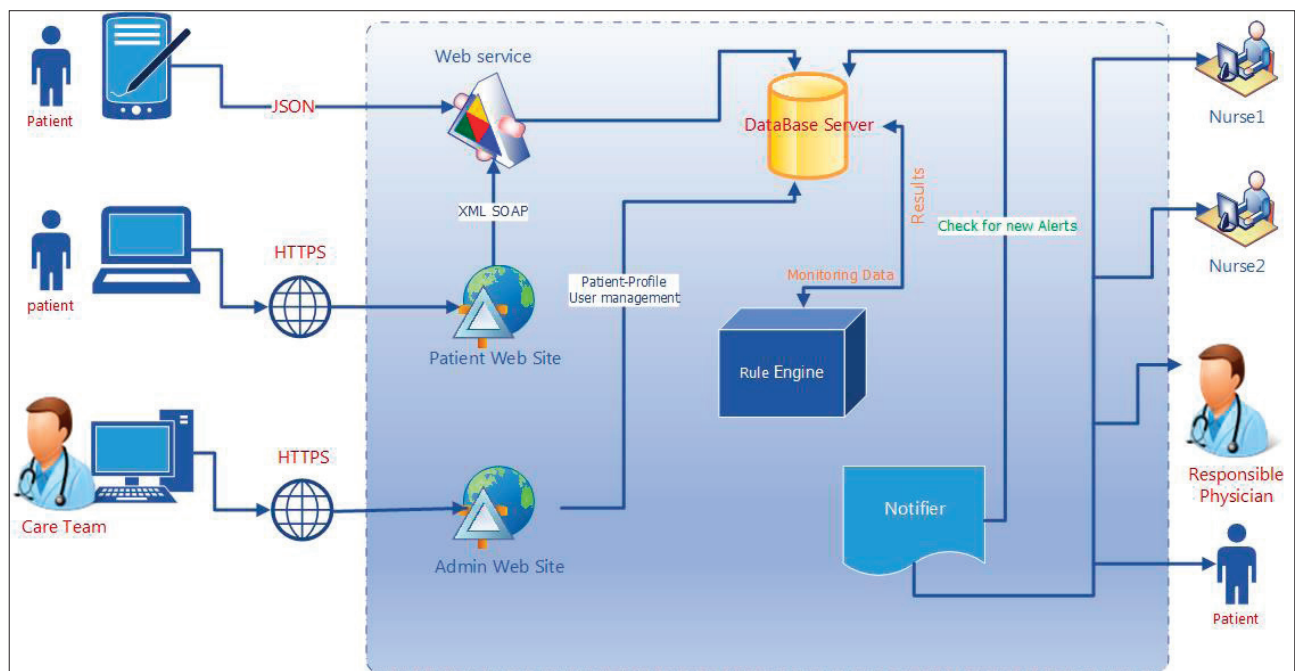 Patient
JSON
Web service
DataBase Server
Nurse1
XML SOAP
Results
Check for new Alerts
Nurse2
patient
HTTPS
Patient-Profile
User management
Monitoring Data
Patient Web Site
Rule Engine
Care Team
HTTPS
Admin Web Site
Notifier
Responsible
Physician
Patient